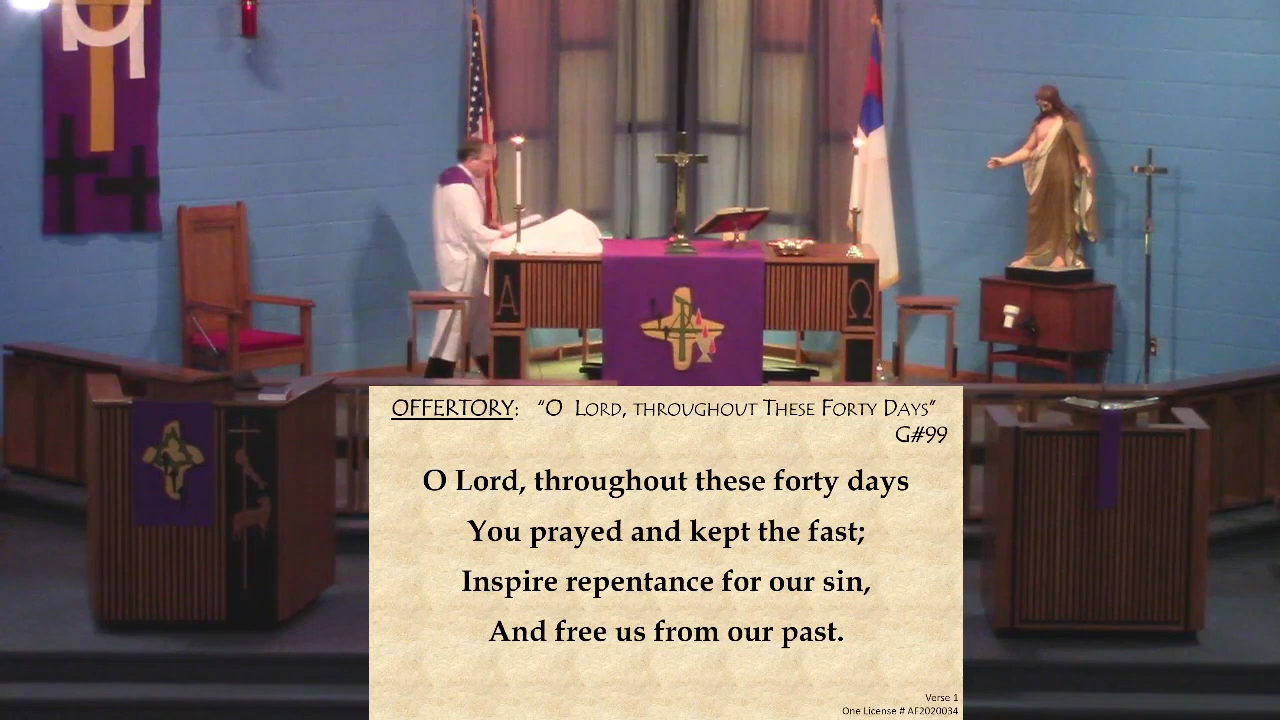 Α
Ω
OFFERTORY: “O LORD, THROUGHOUT THESE FORTY DAYS”
G#99
O Lord, throughout these forty days
You prayed and kept the fast;
Inspire repentance for our sin,
And free us from our past.
Verse 1
One License # AF2020034